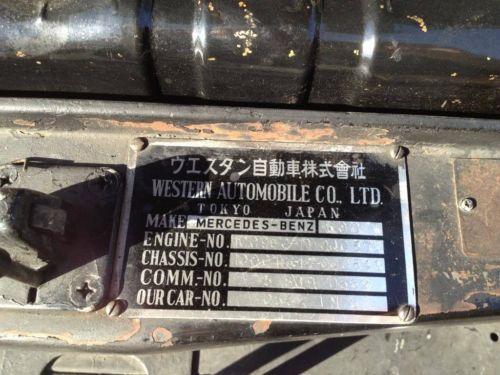 ウエスタン自動車株式會社
WESTERN AUTOMOBILE CO., LTD.
TOKYO JAPAN
MAKE MERCEDES-BENZ
ENGINE-NO.
CHASSIS-NO.
COMM.-NO.
OUR CAR-NO.